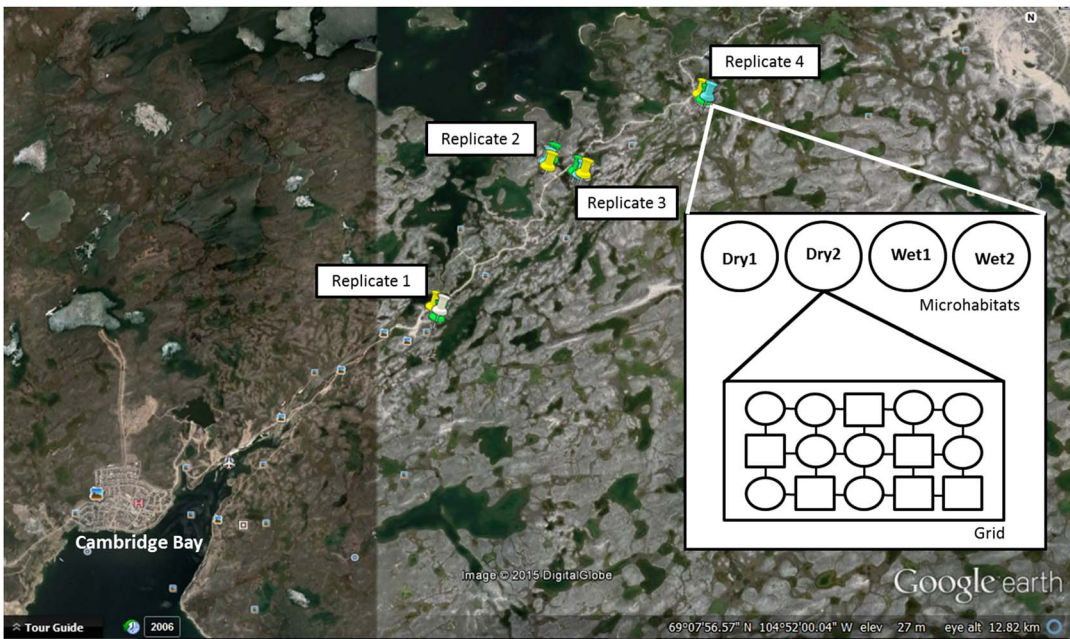 N
Replicate 4
Replicate 2
Replicate 3
Replicate 1
Dry1
Dry2
Wet1
Wet2
Microhabitats
Grid
H
Cambridge Bay
Image © 2015 DigitalGlobe
Google earth
Tour Guide
2006
69°07'56.57" N 104°52'00.04" W elev 27 m eye alt 12.82 km